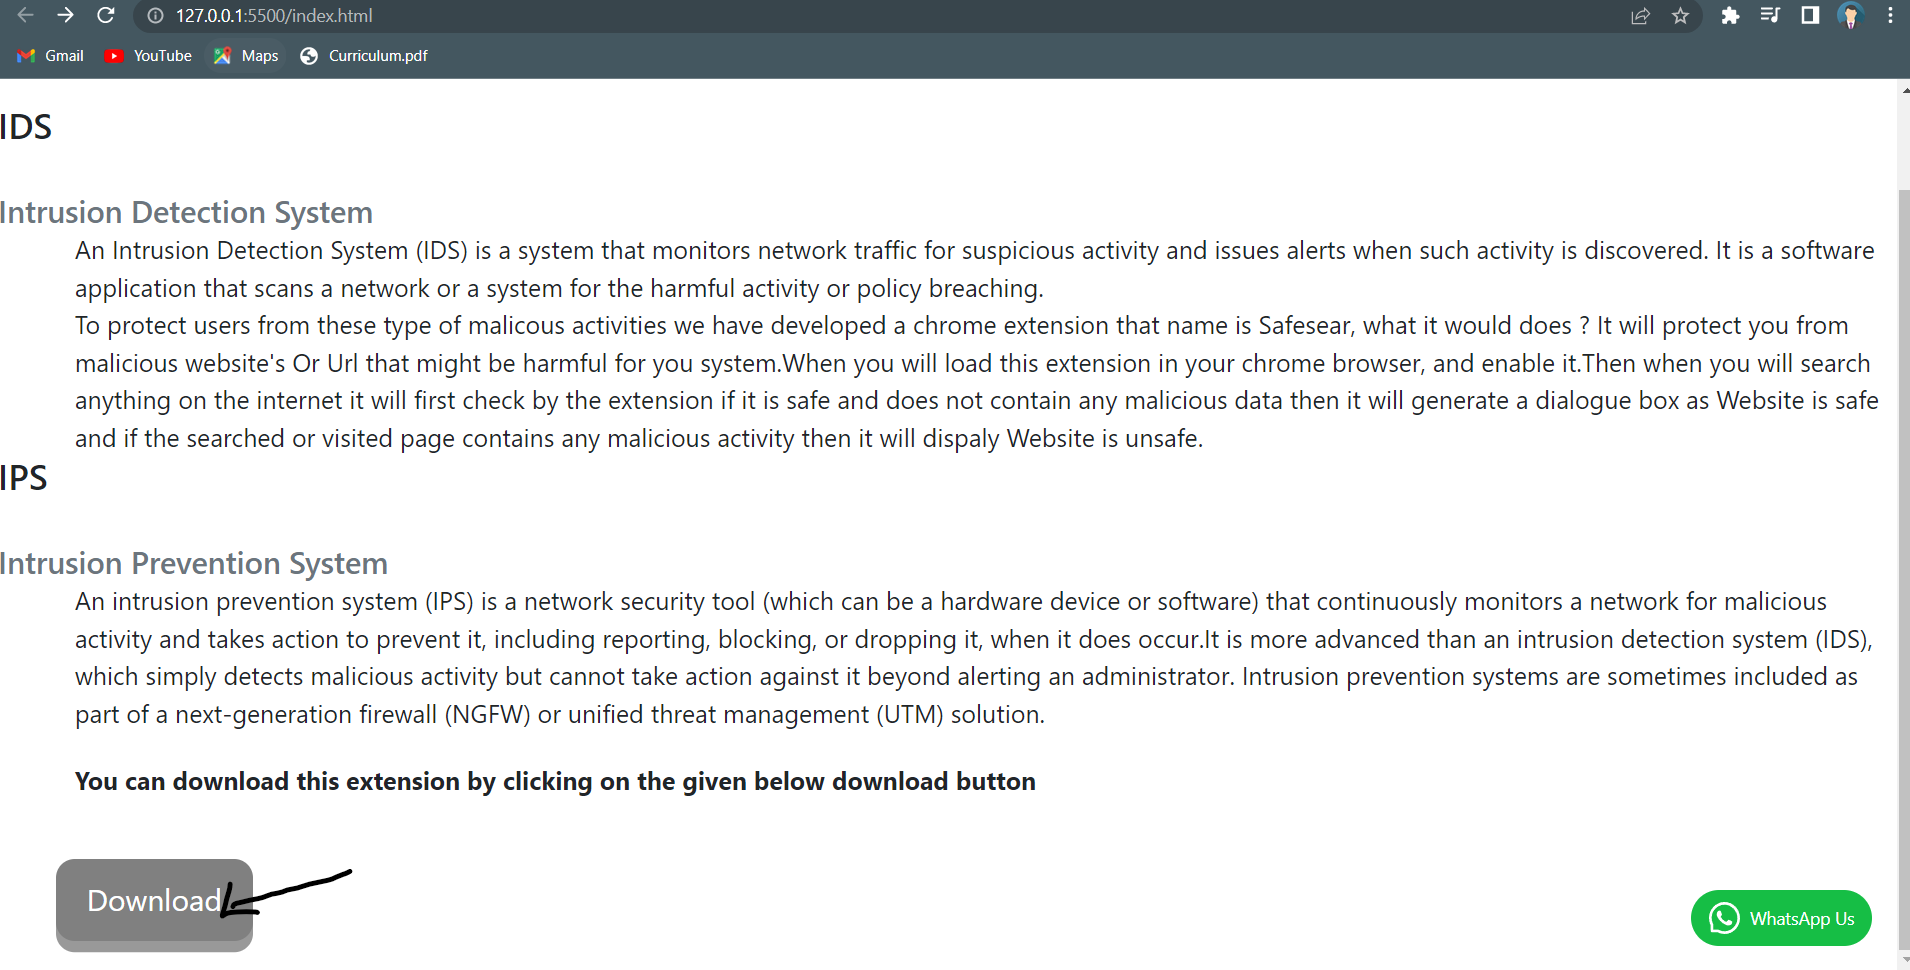 127.0.0.1:5500/index.html
Gmail YouTube Maps Curriculum.pdf
IDS
Intrusion Detection System
An Intrusion Detection System (IDS) is a system that monitors network traffic for suspicious activity and issues alerts when such activity is discovered. It is a software
application that scans a network or a system for the harmful activity or policy breaching.
To protect users from these type of malicous activities we have developed a chrome extension that name is Safesear, what it would does ? It will protect you from
malicious website's Or Url that might be harmful for you system.When you will load this extension in your chrome browser, and enable it.Then when you will search
anything on the internet it will first check by the extension if it is safe and does not contain any malicious data then it will generate a dialogue box as Website is safe
and if the searched or visited page contains any malicious activity then it will dispaly Website is unsafe.
IPS
Intrusion Prevention System
An intrusion prevention system (IPS) is a network security tool (which can be a hardware device or software) that continuously monitors a network for malicious
activity and takes action to prevent it, including reporting, blocking, or dropping it, when it does occur.It is more advanced than an intrusion detection system (IDS),
which simply detects malicious activity but cannot take action against it beyond alerting an administrator. Intrusion prevention systems are sometimes included as
part of a next-generation firewall (NGFW) or unified threat management (UTM) solution.
You can download this extension by clicking on the given below download button
Download
WhatsApp Us